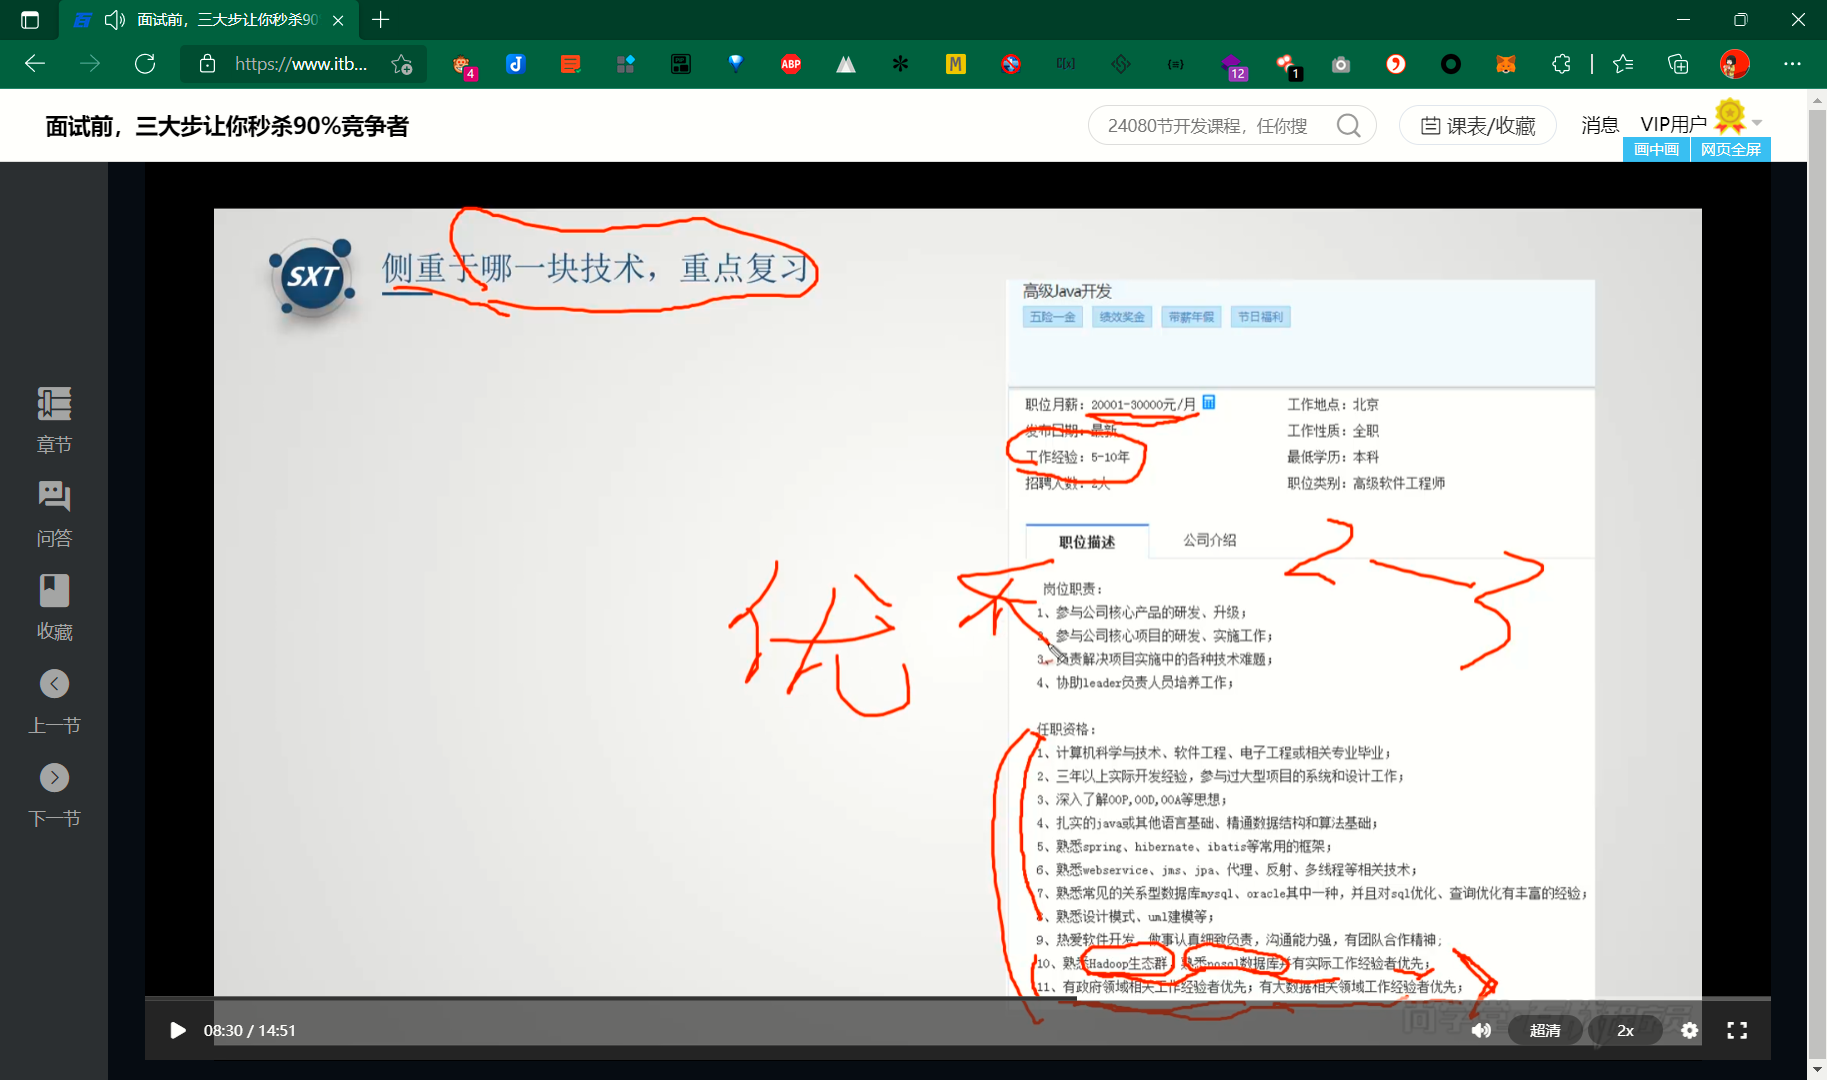 面试前，三大步让你秒杀90
https://www.itb...
4
ABP
M
C[x]
{≡}
12
1
面试前，三大步让你秒杀90%竞争者
24080节开发课程，任你搜
课表/收藏
消息
VIP用户
画中画
网页全屏
章节
问答
收藏
上一节
下一节
SXT
侧重于哪一块技术，重点复习
高级Java开发
五险一金
绩效奖金
带薪年假
节日福利
职位月薪：20001-30000元/月
工作地点：北京
发布日期：最新
工作性质：全职
工作经验：5-10年
最低学历：本科
招聘人数：2人
职位类别：高级软件工程师
职位描述
公司介绍
2
3
优
岗位职责：
1、参与公司核心产品的研发、升级；
2、参与公司核心项目的研发、实施工作；
3、负责解决项目实施中的各种技术难题；
4、协助leader负责人员培养工作；
任职资格：
1、计算机科学与技术、软件工程、电子工程或相关专业毕业；
2、三年以上实际开发经验，参与过大型项目的系统和设计工作；
3、深入了解OOP,OOD,OOA等思想；
4、扎实的java或其他语言基础、精通数据结构和算法基础；
5、熟悉spring、hibernate、ibatis等常用的框架；
6、熟悉webservice、jms、jpa、代理、反射、多线程等相关技术；
7、熟悉常见的关系型数据库mysql、oracle其中一种，并且对sql优化、查询优化有丰富的经验；
8、熟悉设计模式、uml建模等；
9、热爱软件开发，做事认真细致负责，沟通能力强，有团队合作精神；
10、熟悉Hadoop生态群，熟悉nosql数据库并有实际工作经验者优先；
11、有政府领域相关工作经验者优先；有大数据相关领域工作经验者优先；
08:30 / 14:51
超清
2x